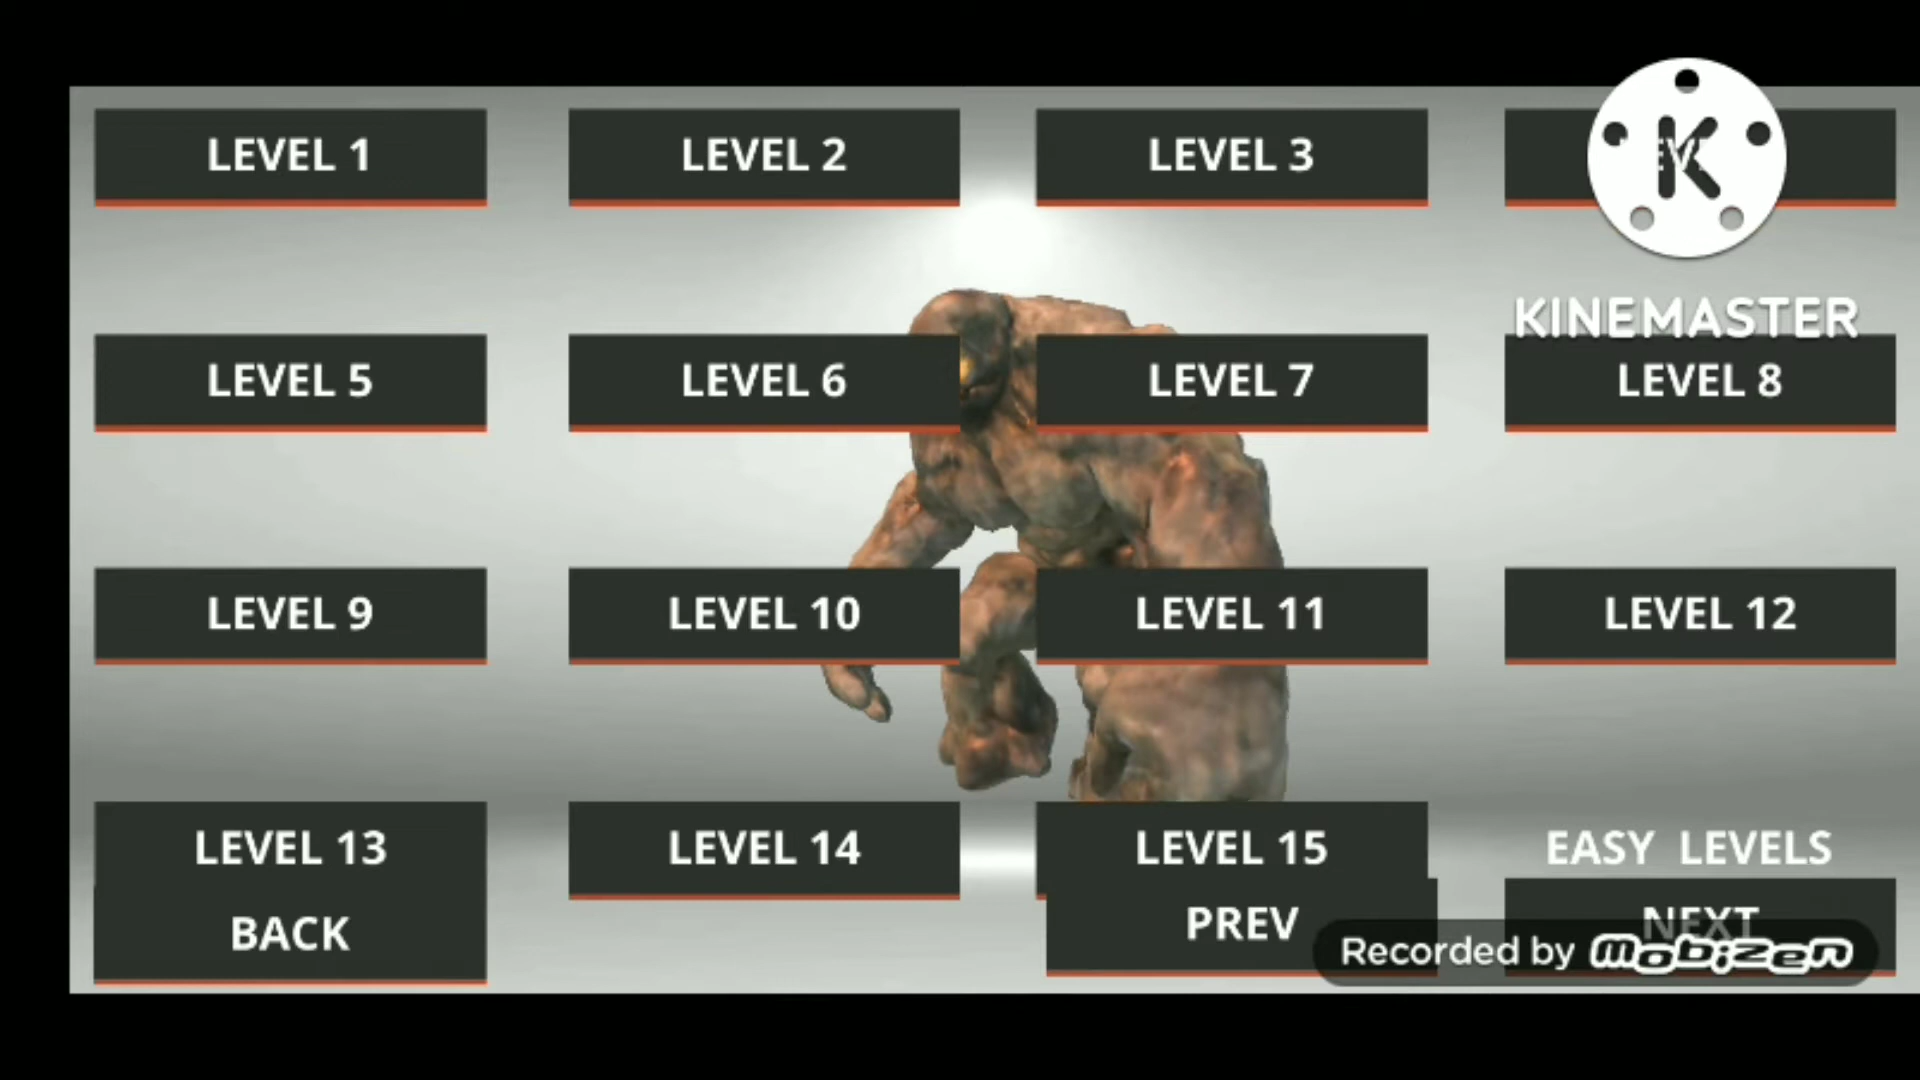 LEVEL 1
LEVEL 2
LEVEL 3
KINEMASTER
LEVEL 5
LEVEL 6
LEVEL 7
LEVEL 8
LEVEL 9
LEVEL 10
LEVEL 11
LEVEL 12
LEVEL 13
LEVEL 14
LEVEL 15
EASY LEVELS
BACK
PREV
NEXT
Recorded by mobizen